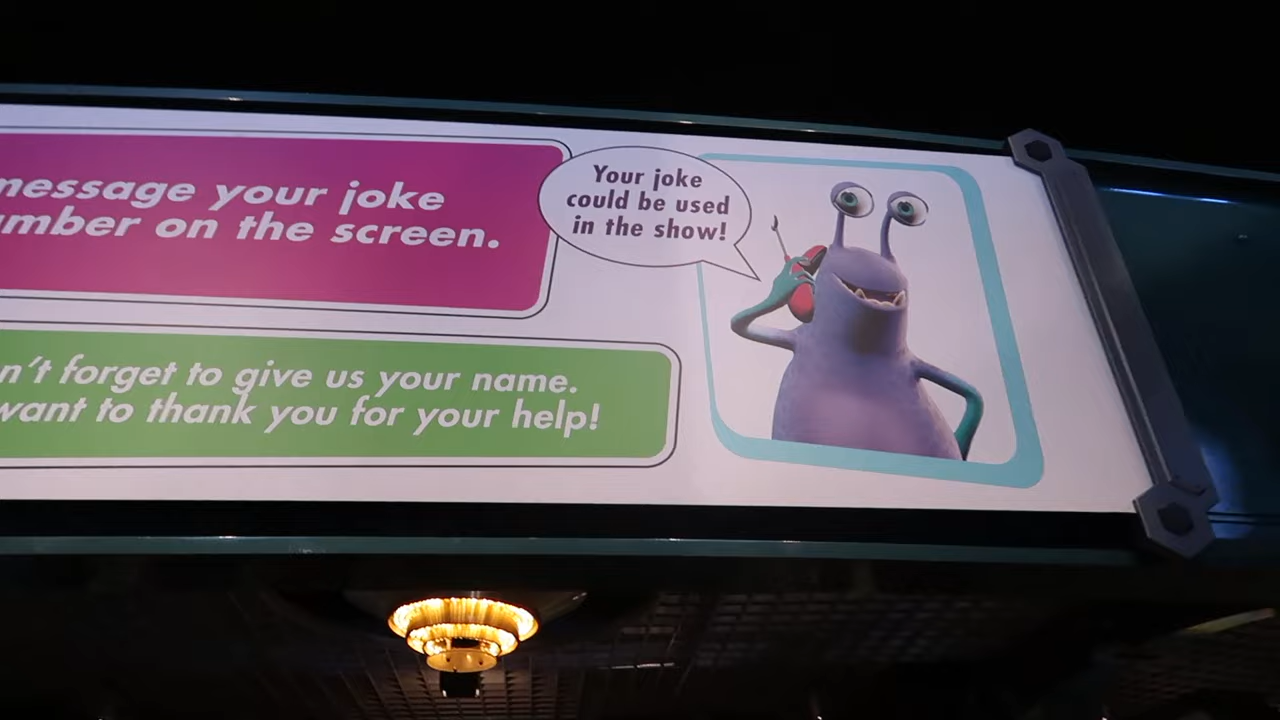 message your joke
umber on the screen.
Your joke
could be used
in the show!
n't forget to give us your name.
want to thank you for your help!